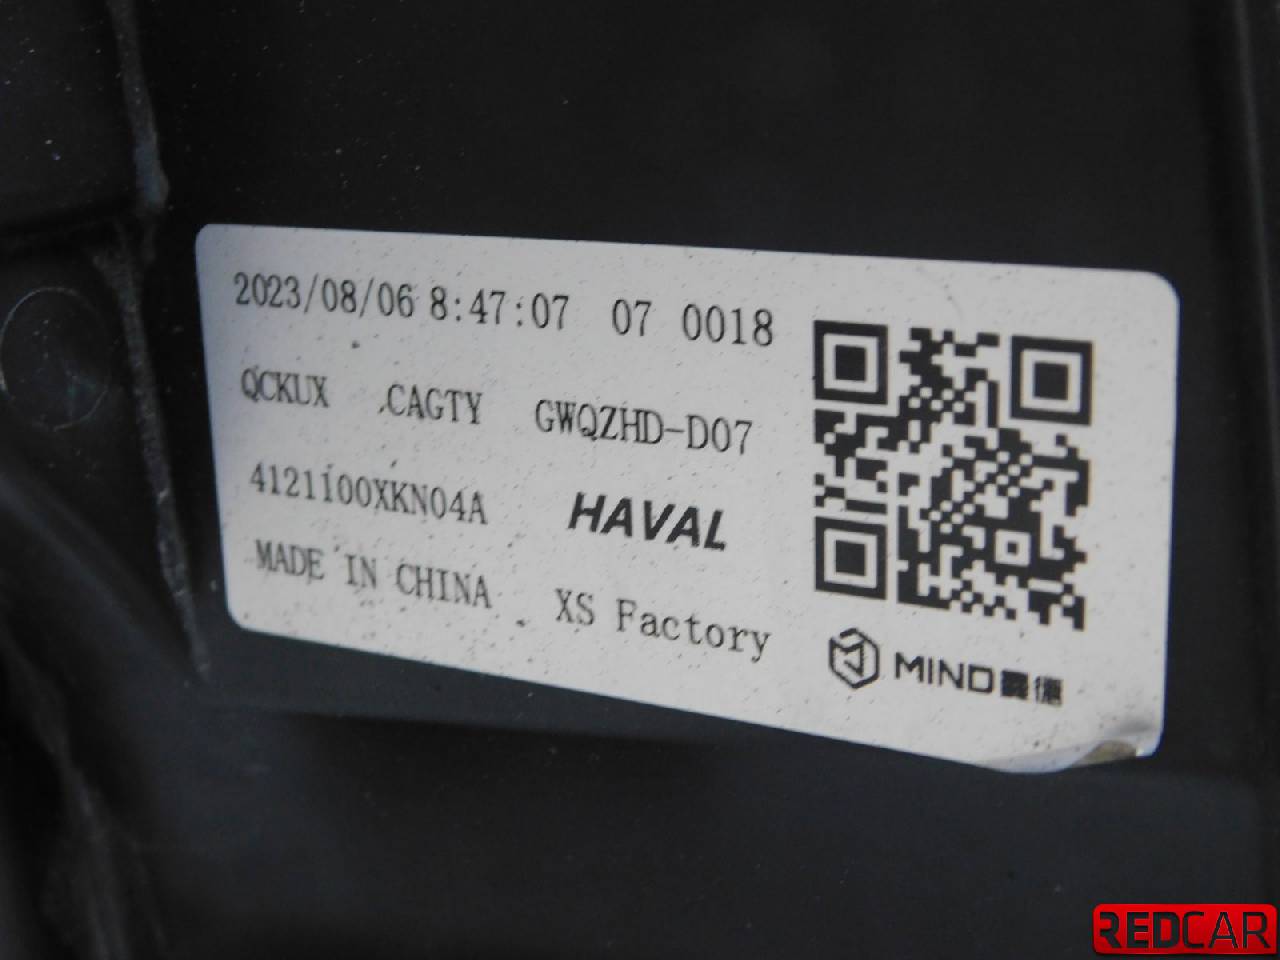 2023/08/06 8:47:07 07 0018
QCKUX CAGTY GWQZHD-D07
4121100XKN04A HAVAL
MADE IN CHINA XS Factory
MIND
REDCAR